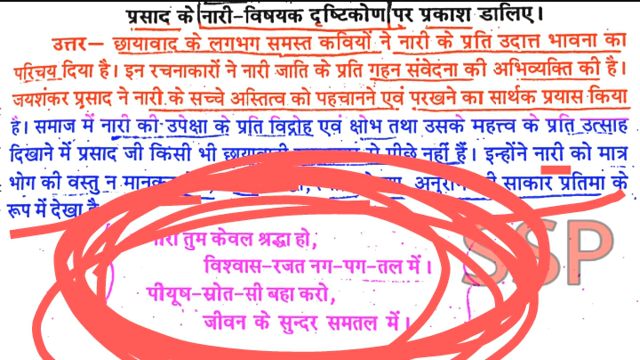 प्रसाद के नारी-विषयक दृष्टिकोण पर प्रकाश डालिए।
उत्तर– छायावाद के लगभग समस्त कवियों ने नारी के प्रति उदात्त भावना का
परिचय दिया है। इन रचनाकारों ने नारी जाति के प्रति गहन संवेदना की अभिव्यक्ति की है।
जयशंकर प्रसाद ने नारी के सच्चे अस्तित्व को पहचानने एवं परखने का सार्थक प्रयास किया
है। समाज में नारी की उपेक्षा के प्रति विद्रोह एवं क्षोभ तथा उसके महत्त्व के प्रति उत्साह
दिखाने में प्रसाद जी किसी भी छायावादी से पीछे नहीं हैं। इन्होंने नारी को मात्र
भोग की वस्तु न मानकर की साकार प्रतिमा के
रूप में देखा है
नारी तुम केवल श्रद्धा हो,
विश्वास-रजत नग-पग-तल में।
पीयूष-स्रोत-सी बहा करो,
जीवन के सुन्दर समतल में।
SSP